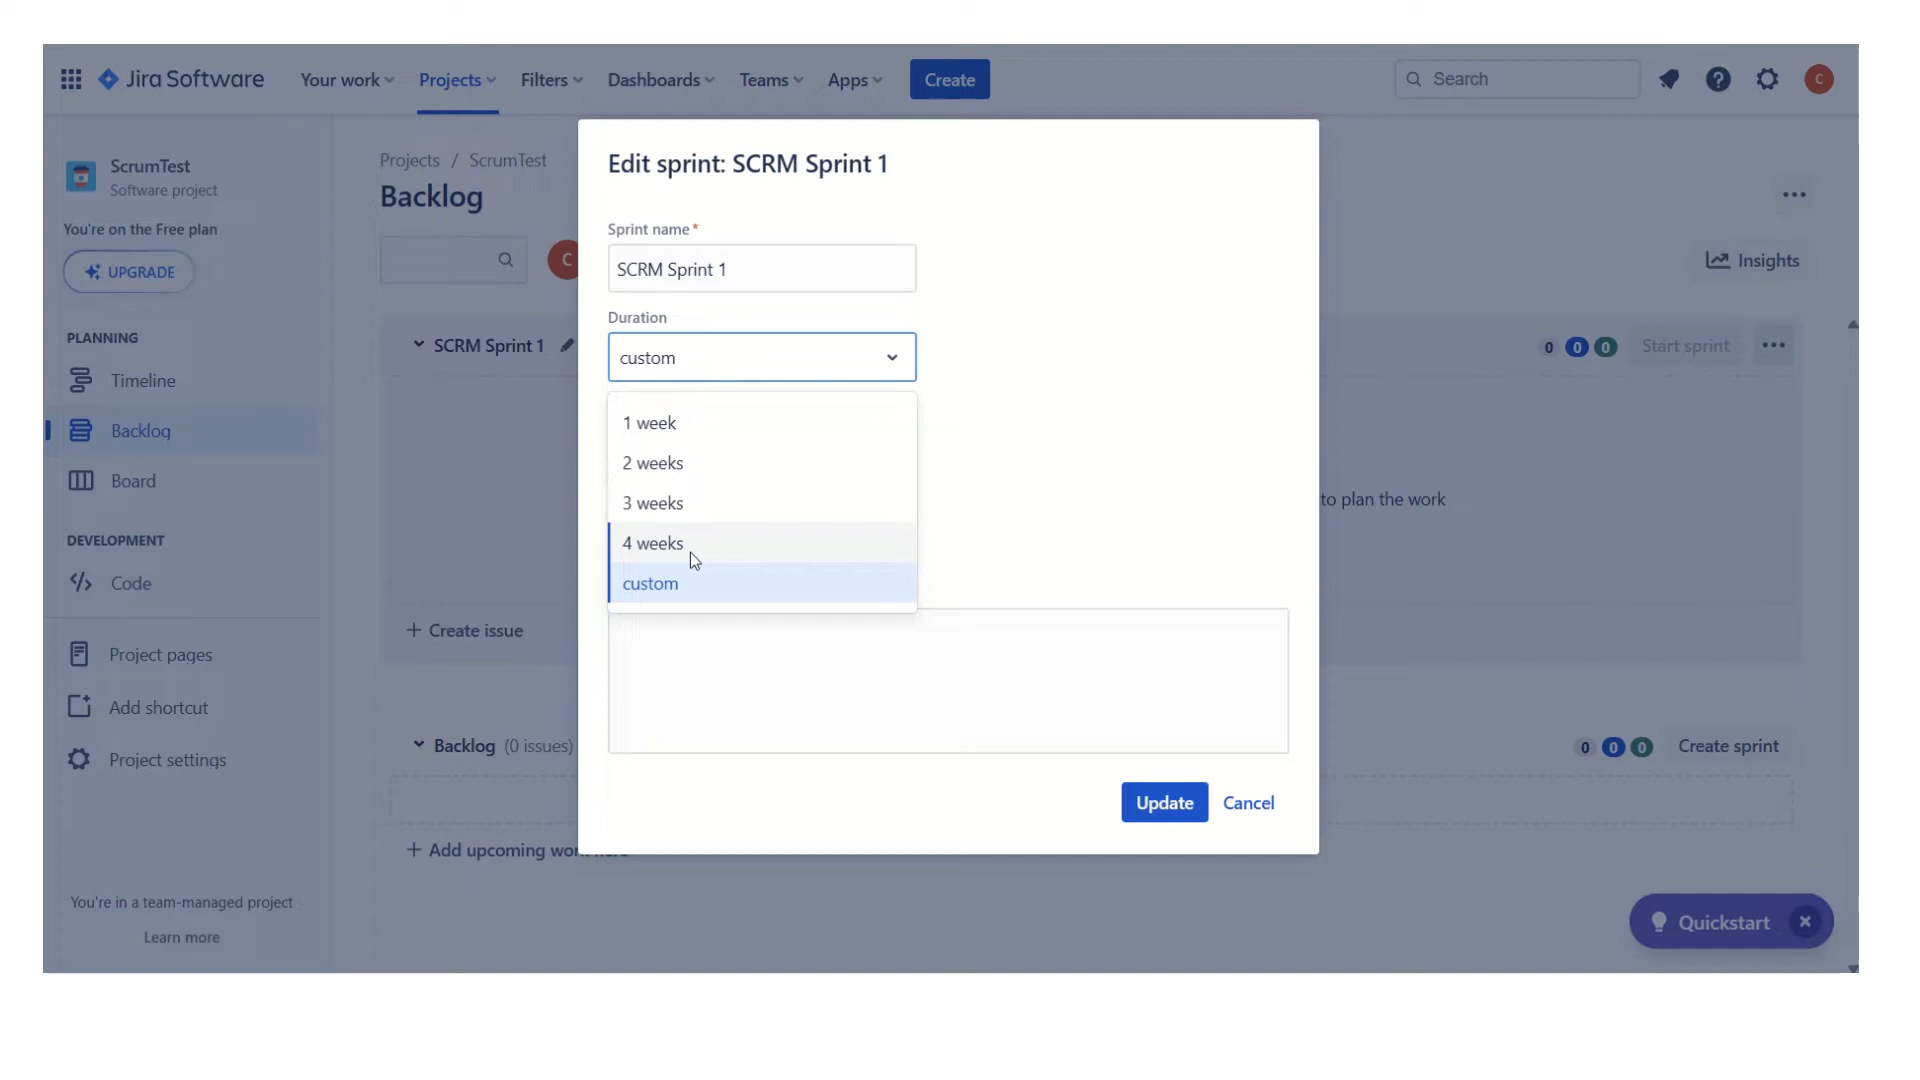 Jira Software
Your work
Projects
Filters
Dashboards
Teams
Apps
Create
Search
C
ScrumTest
Software project
You're on the Free plan
UPGRADE
PLANNING
Timeline
Backlog
Board
DEVELOPMENT
Code
Project pages
Add shortcut
Project settings
You're in a team-managed project
Learn more
Projects / ScrumTest
Backlog
C
Insights
SCRM Sprint 1
0 0 0
Start sprint
to plan the work
+ Create issue
Backlog (0 issues)
0 0 0
Create sprint
+ Add upcoming work here
Edit sprint: SCRM Sprint 1
Sprint name*
SCRM Sprint 1
Duration
custom
1 week
2 weeks
3 weeks
4 weeks
custom
Update
Cancel
Quickstart